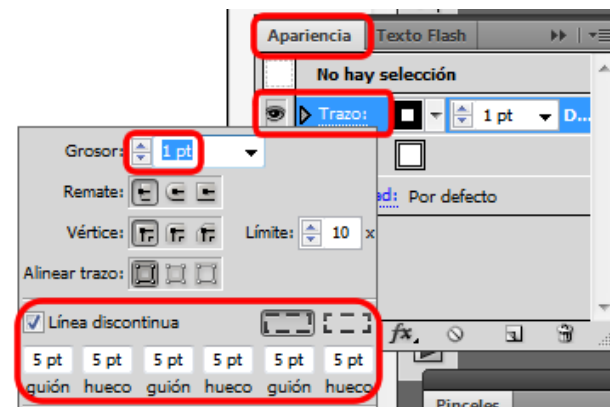 Apariencia Texto Flash
No hay selección
Trazo: 1 pt D...
Grosor: 1 pt
Remate:
ad: Por defecto
Vértice: Límite: 10 x
Alinear trazo:
Línea discontinua
fx.
5 pt 5 pt 5 pt 5 pt 5 pt 5 pt
guión hueco guión hueco guión hueco
Pinceles